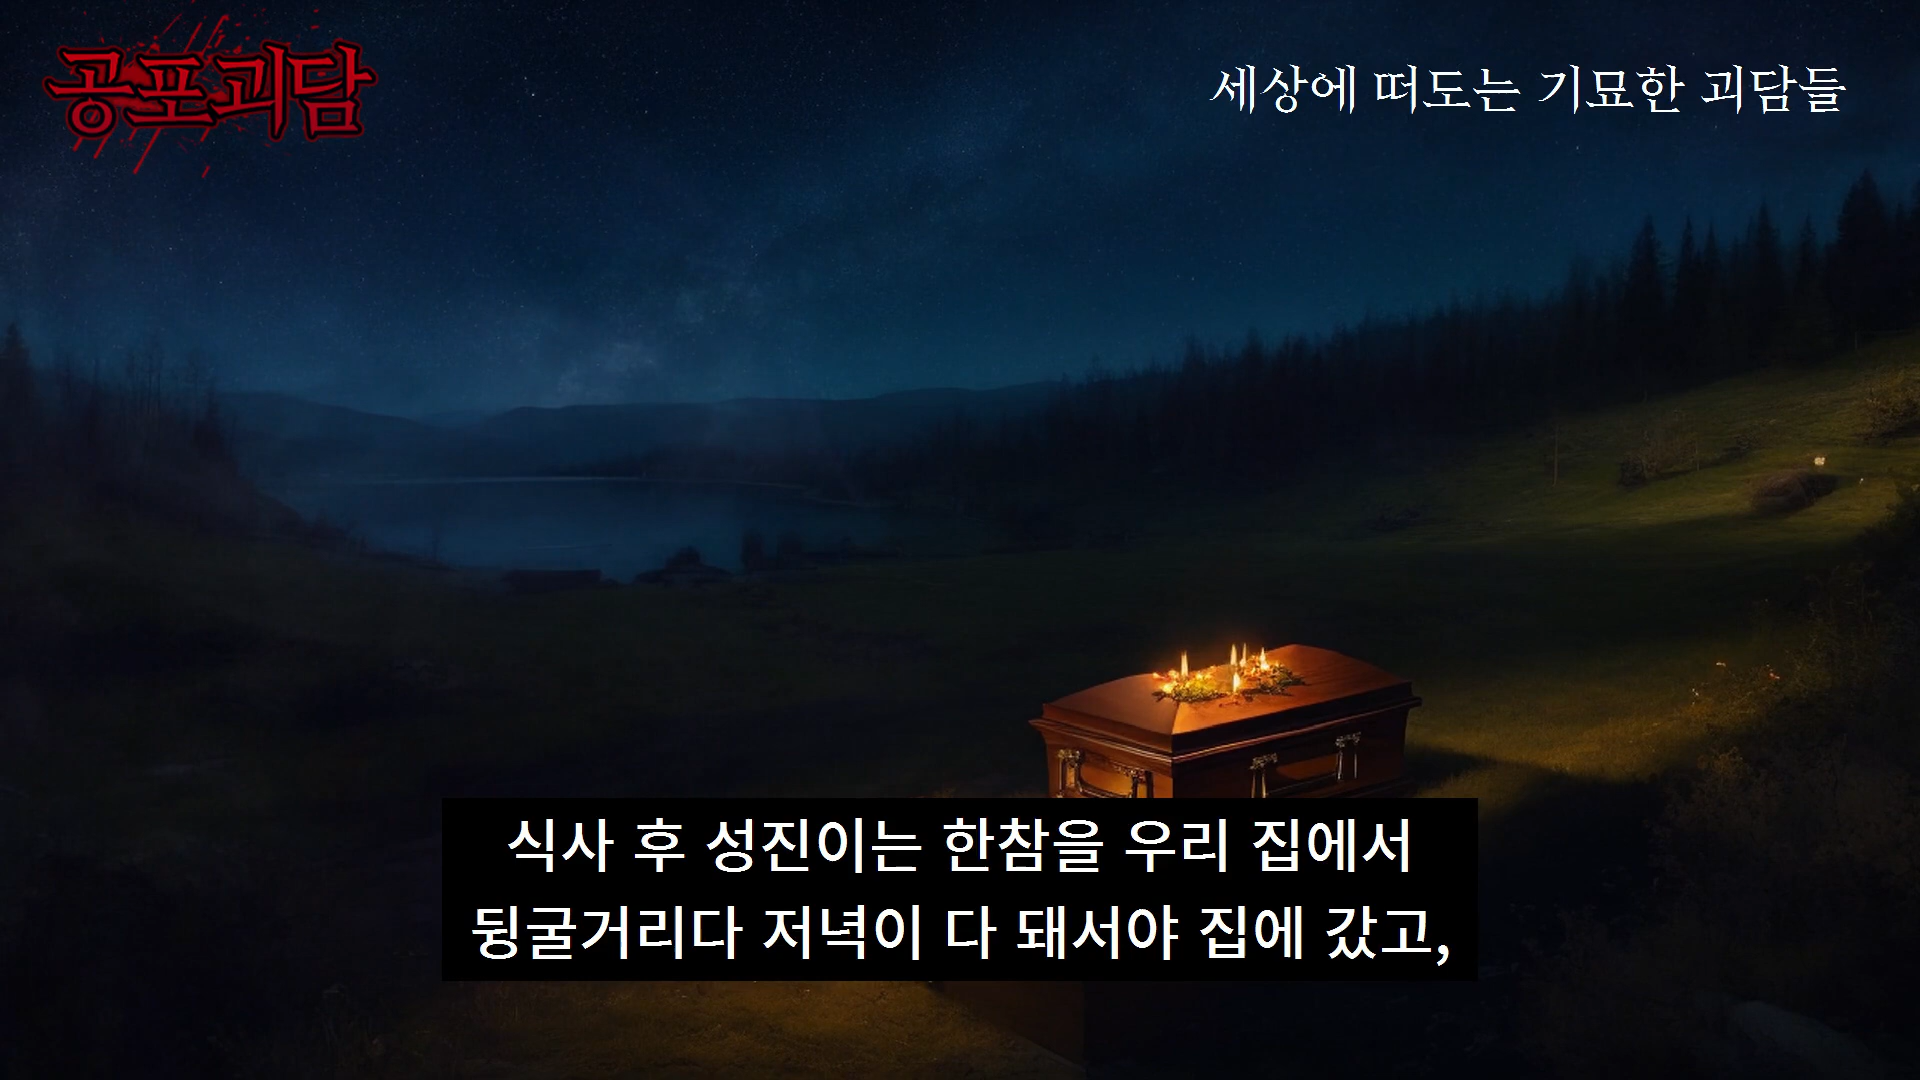 공포괴담
세상에 떠도는 기묘한 괴담들
식사 후 성진이는 한참을 우리 집에서
뒹굴거리다 저녁이 다 돼서야 집에 갔고,